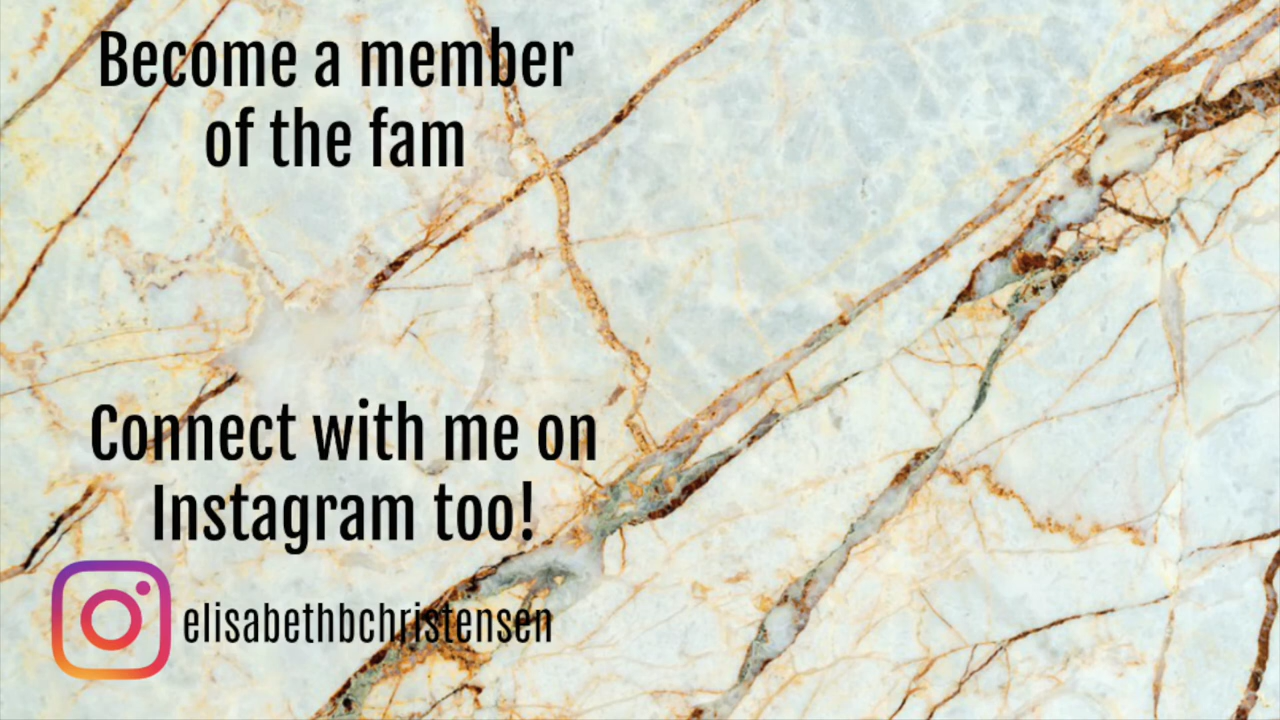 Become a member
of the fam
Connect with me on
Instagram too!
elisabethbchristensen